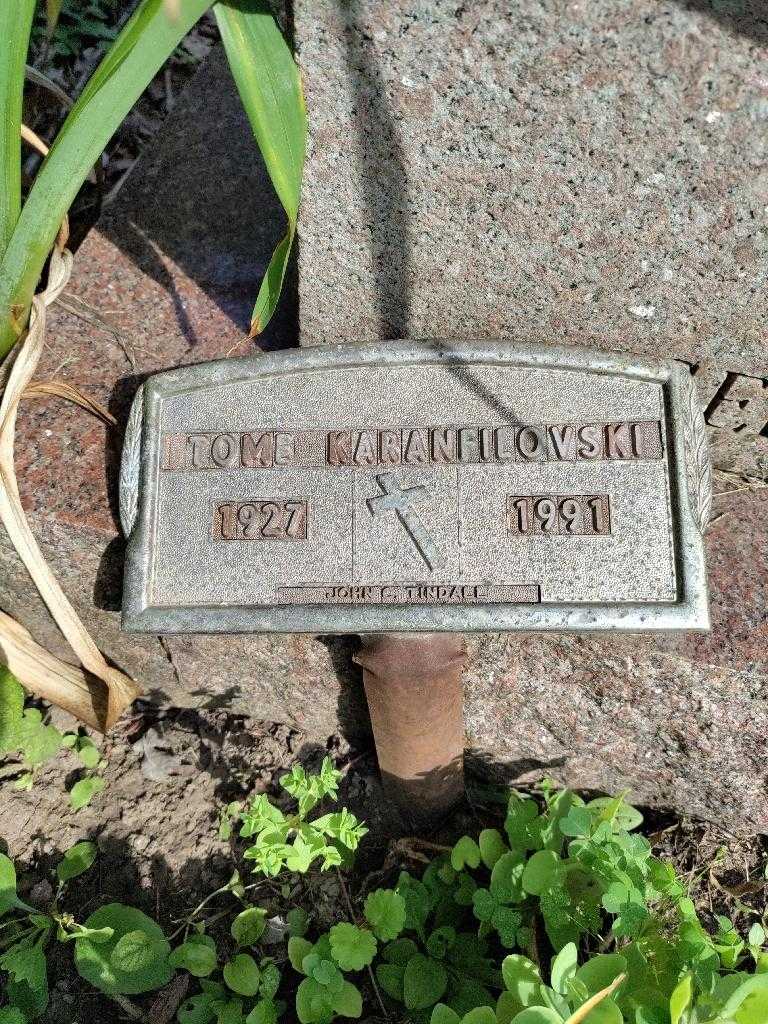 TOME KARANFILOVSKI
1927 1991
JOHN C. TINDALL